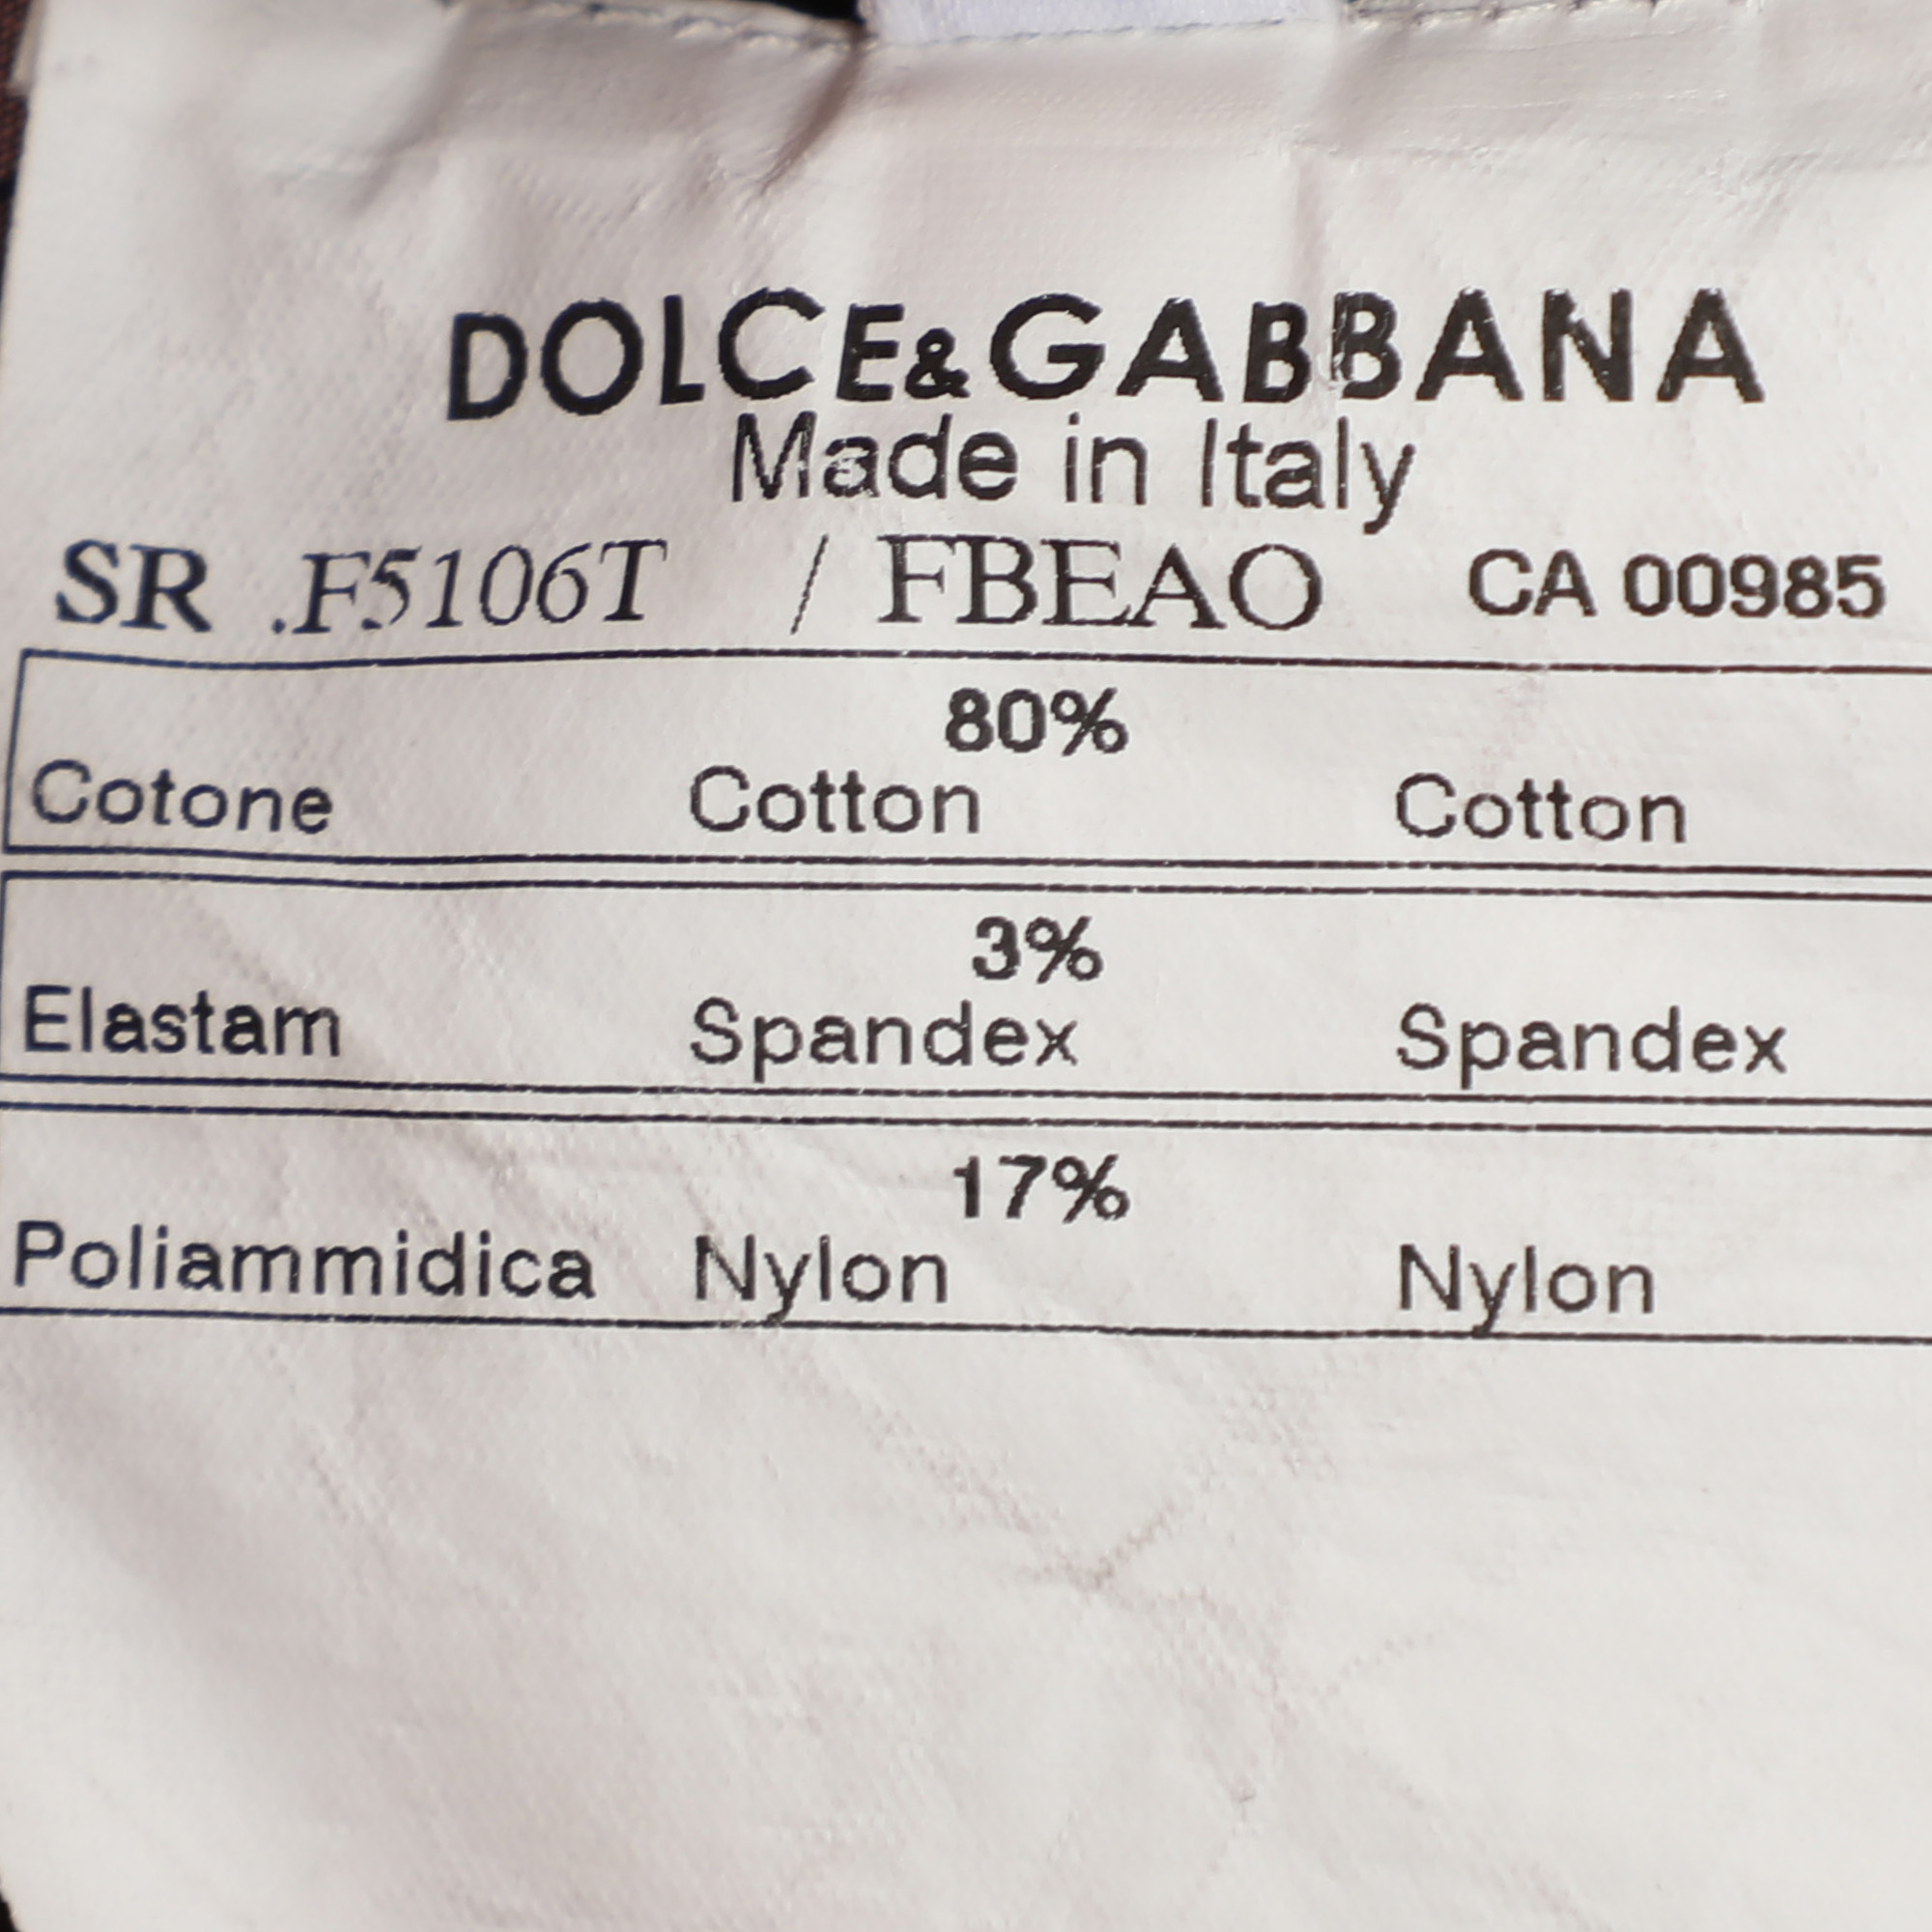 DOLCE&GABBANA
Made in Italy
SR .F5106T / FBEAO CA 00985
80%
Cotone Cotton Cotton
3%
Elastam Spandex Spandex
17%
Poliammidica Nylon Nylon